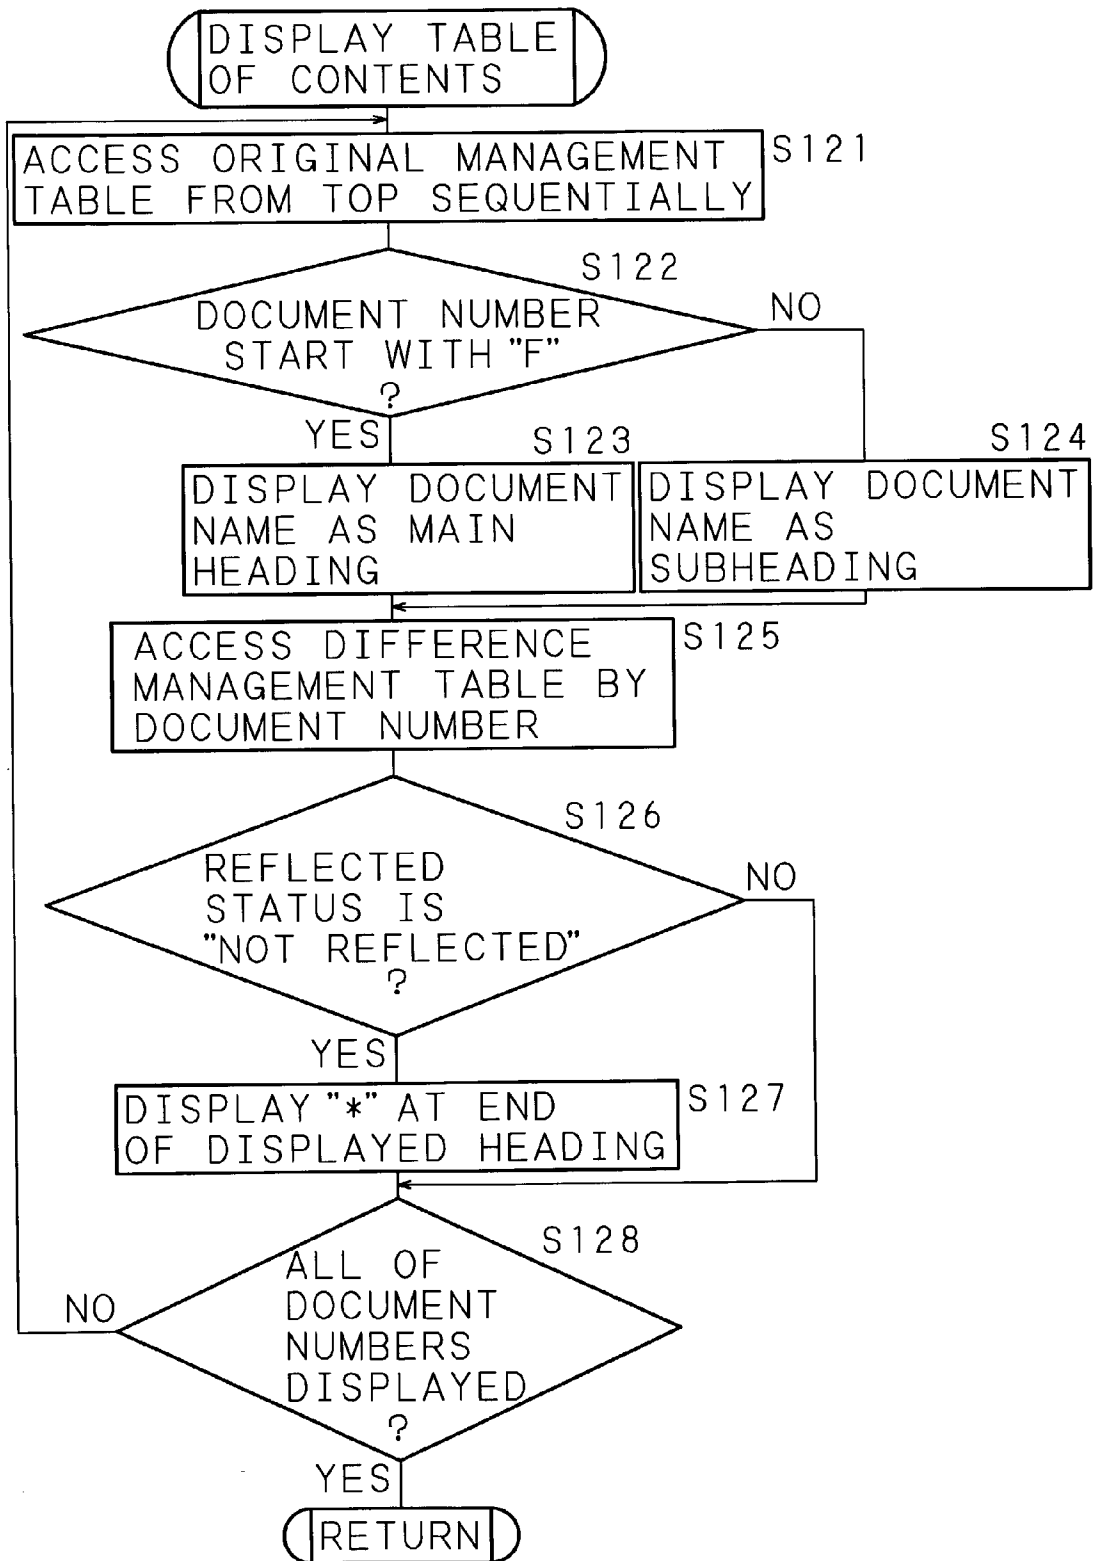 DISPLAY TABLE
OF CONTENTS
ACCESS ORIGINAL MANAGEMENT
TABLE FROM TOP SEQUENTIALLY
S121
S122
DOCUMENT NUMBER
START WITH "F"
?
NO
YES
S123
DISPLAY DOCUMENT
NAME AS MAIN
HEADING
S124
DISPLAY DOCUMENT
NAME AS
SUBHEADING
S125
ACCESS DIFFERENCE
MANAGEMENT TABLE BY
DOCUMENT NUMBER
S126
REFLECTED
STATUS IS
"NOT REFLECTED"
?
NO
YES
S127
DISPLAY "*" AT END
OF DISPLAYED HEADING
S128
ALL OF
DOCUMENT
NUMBERS
DISPLAYED
?
NO
YES
RETURN